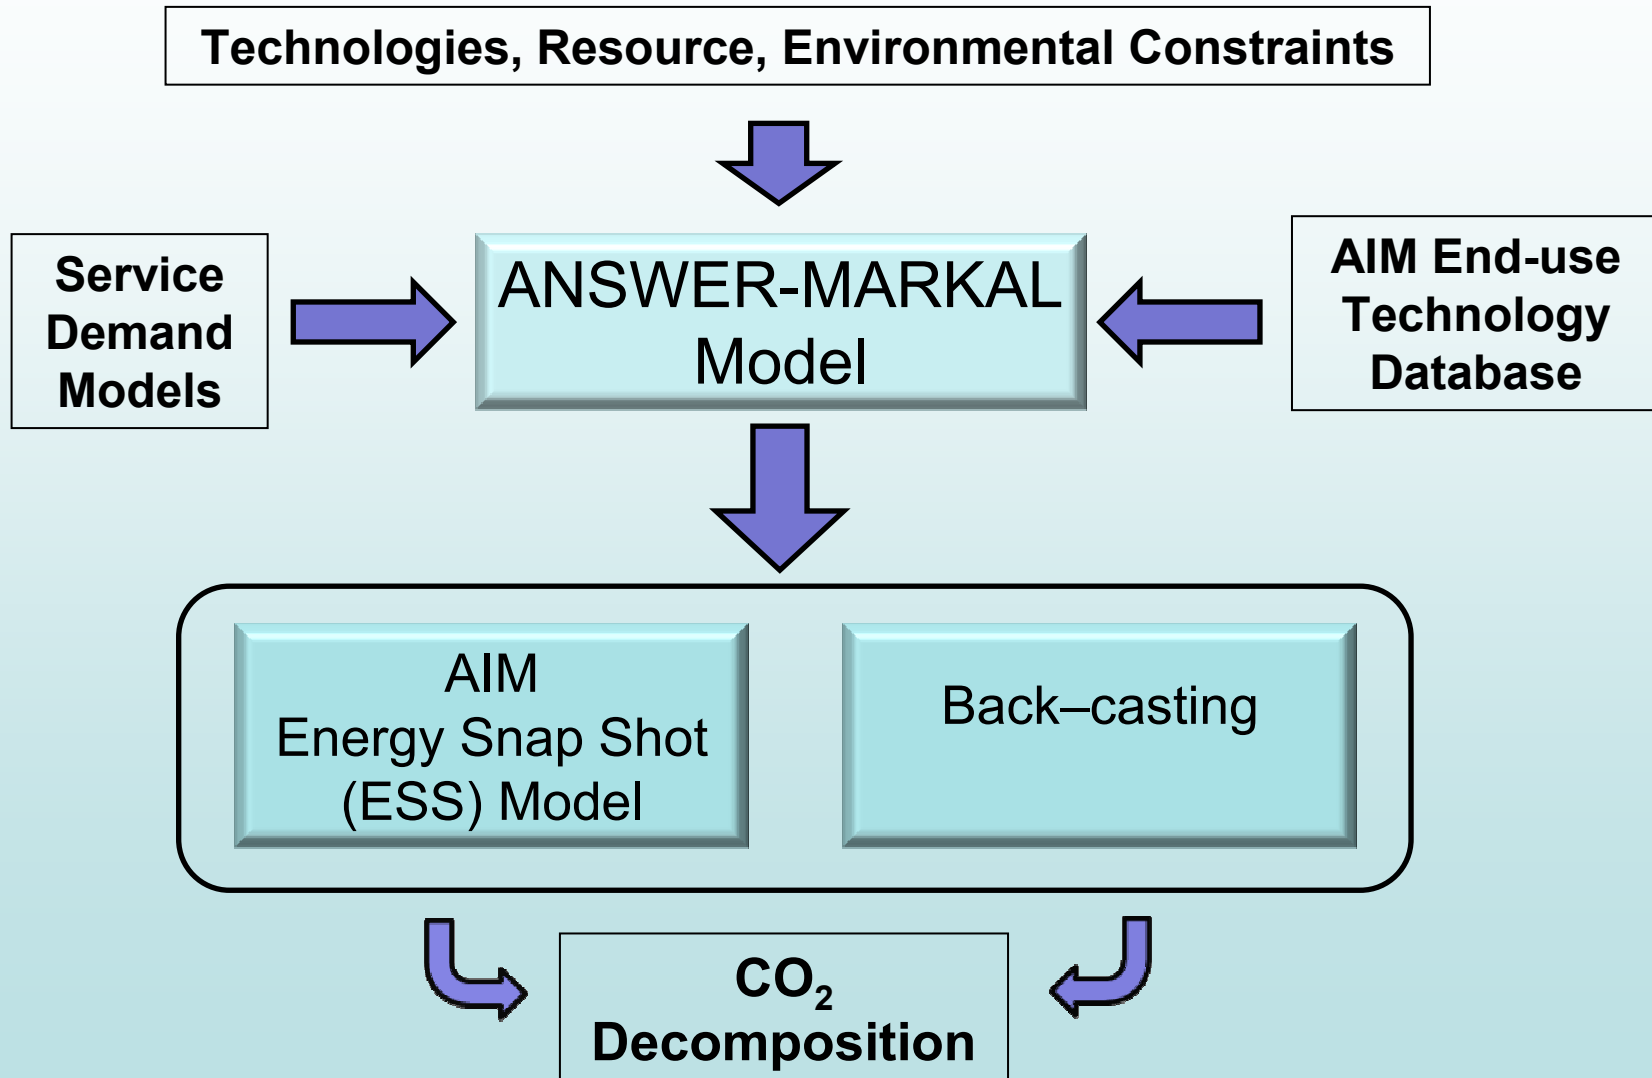 Technologies, Resource, Environmental Constraints
Service
Demand
Models
ANSWER-MARKAL
Model
AIM End-use
Technology
Database
AIM
Energy Snap Shot
(ESS) Model
Back–casting
CO₂
Decomposition